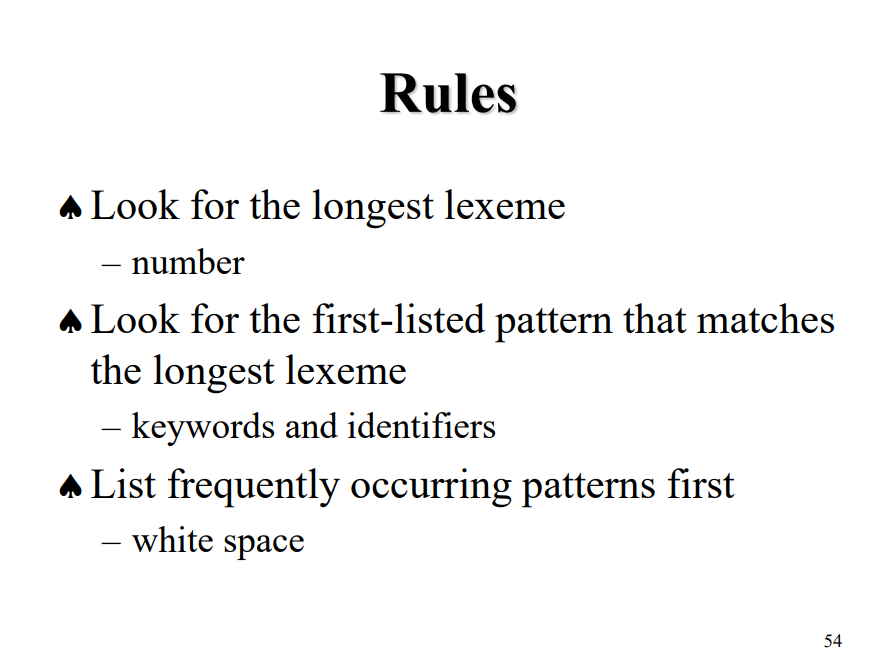 Rules
♠ Look for the longest lexeme
– number
♠ Look for the first-listed pattern that matches
the longest lexeme
– keywords and identifiers
♠ List frequently occurring patterns first
– white space
54